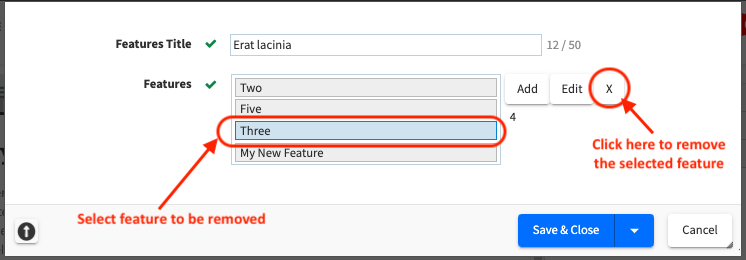 Features Title
Erat lacinia
12 / 50
Features
Two
Add
Edit
X
Five
4
Three
My New Feature
Click here to remove
the selected feature
Select feature to be removed
Save & Close
Cancel